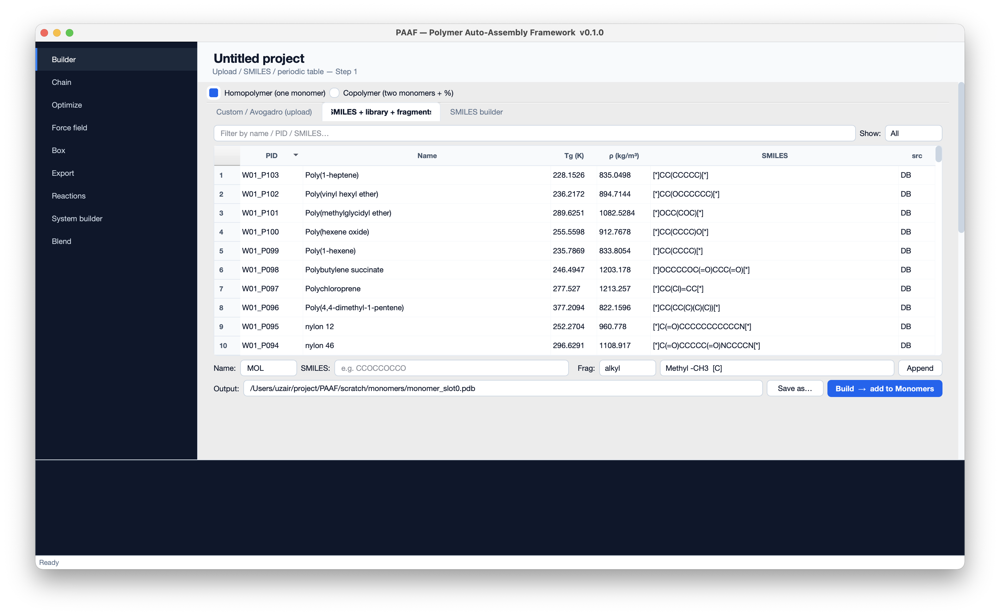 PAAF — Polymer Auto-Assembly Framework v0.1.0
Builder
Chain
Optimize
Force field
Box
Export
Reactions
System builder
Blend
Untitled project
Upload / SMILES / periodic table — Step 1
Homopolymer (one monomer) Copolymer (two monomers + %)
Custom / Avogadro (upload) SMILES + library + fragments SMILES builder
Filter by name / PID / SMILES... Show: All
PID Name Tg (K) ρ (kg/m³) SMILES src
1 W01_P103 Poly(1-heptene) 228.1526 835.0498 [*]CC(CCCCC)[*] DB
2 W01_P102 Poly(vinyl hexyl ether) 236.2172 894.7144 [*]CC(OCCCCCC)[*] DB
3 W01_P101 Poly(methylglycidyl ether) 289.6251 1082.5284 [*]OCC(COC)[*] DB
4 W01_P100 Poly(hexene oxide) 255.5598 912.7678 [*]CC(CCCC)O[*] DB
5 W01_P099 Poly(1-hexene) 235.7869 833.8054 [*]CC(CCCC)[*] DB
6 W01_P098 Polybutylene succinate 246.4947 1203.178 [*]OCCCCOC(=O)CCC(=O)[*] DB
7 W01_P097 Polychloroprene 277.527 1213.257 [*]CC(Cl)=CC[*] DB
8 W01_P096 Poly(4,4-dimethyl-1-pentene) 377.2094 822.1596 [*]CC(CC(C)(C)(C))[*] DB
9 W01_P095 nylon 12 252.2704 960.778 [*]C(=O)CCCCCCCCCCCN[*] DB
10 W01_P094 nylon 46 296.6291 1108.917 [*]C(=O)CCCCC(=O)NCCCCN[*] DB
Name: MOL SMILES: e.g. CCOCCOCCO Frag: alkyl Methyl -CH3 [C] Append
Output: /Users/uzair/project/PAAF/scratch/monomers/monomer_slot0.pdb Save as... Build → add to Monomers
Ready